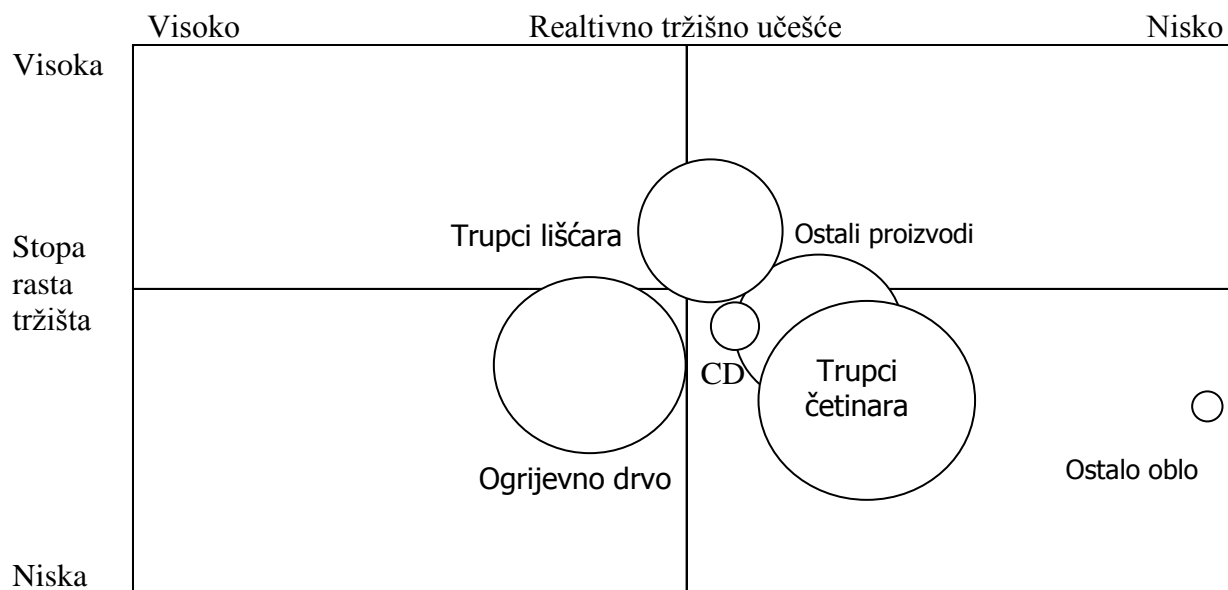 Visoko Realtivno tržišno učešće Nisko
Visoka
Trupci lišćara Ostali proizvodi
Stopa
rasta
tržišta
CD
Trupci
četinara
Ogrijevno drvo
Ostalo oblo
Niska